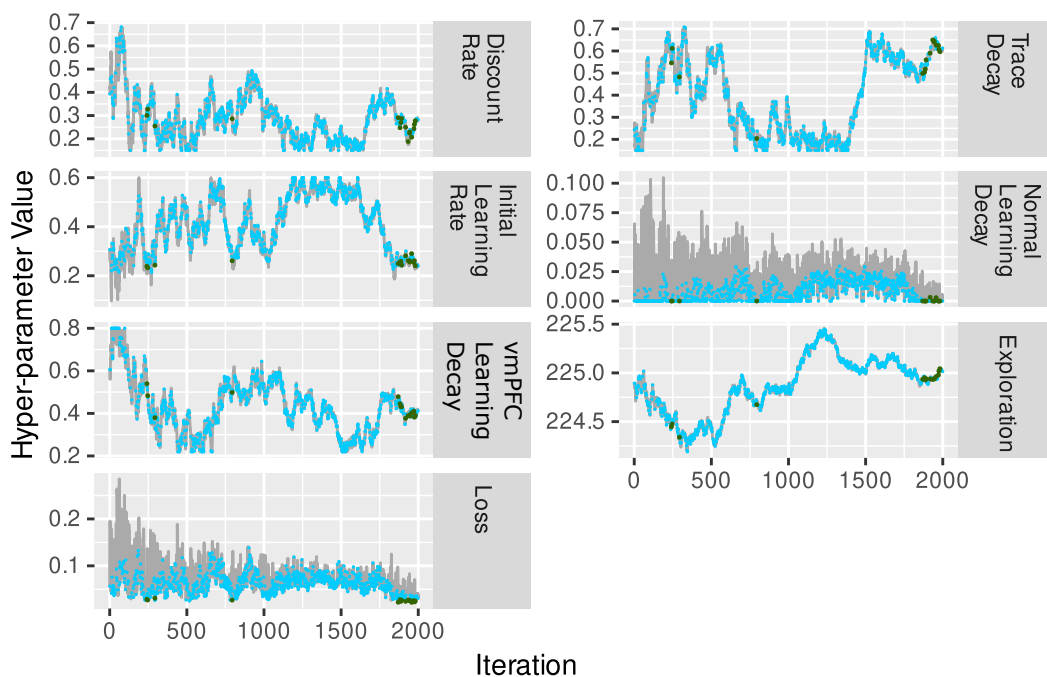 Hyper-parameter Value
0.7
0.6
0.5
0.4
0.3
0.2
Discount
Rate
0.7
0.6
0.5
0.4
0.3
0.2
Trace
Decay
0.6
0.4
0.2
Initial
Learning
Rate
0.100
0.075
0.050
0.025
0.000
Normal
Learning
Decay
0.8
0.6
0.4
0.2
vmPFC
Learning
Decay
225.5
225.0
224.5
Exploration
0 500 1000 1500 2000
0.2
0.1
Loss
0 500 1000 1500 2000
Iteration